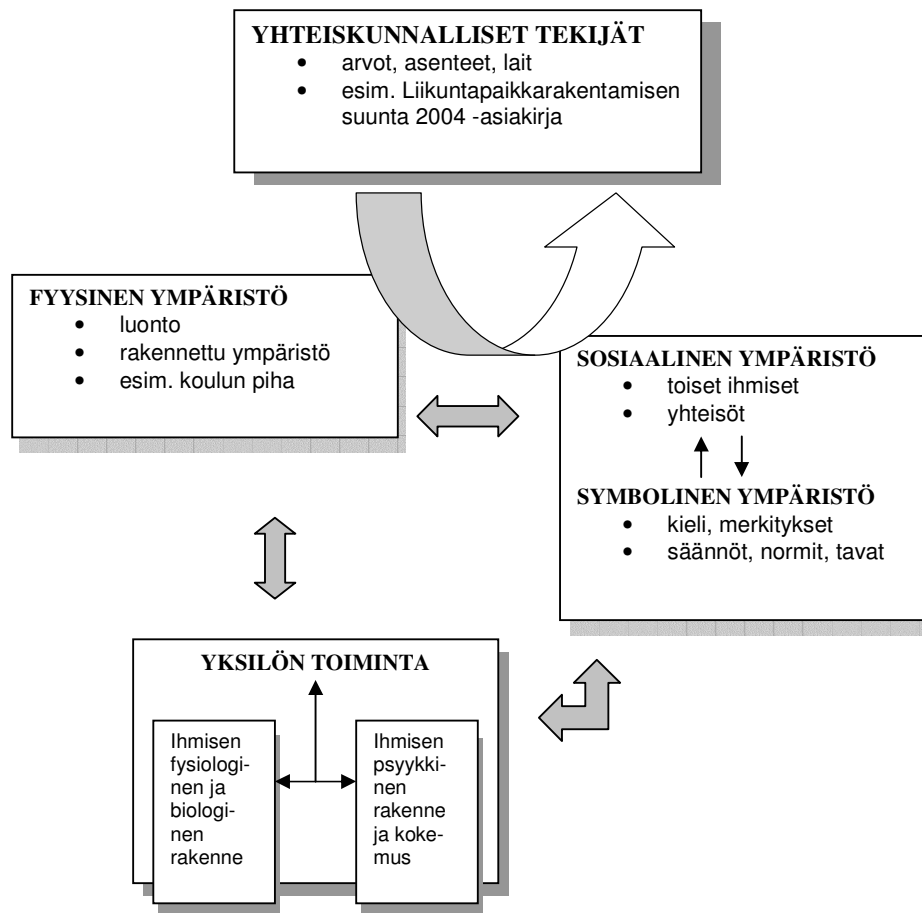 YHTEISKUNNALLISET TEKIJÄT
• arvot, asenteet, lait
• esim. Liikuntapaikkarakentamisen
suunta 2004 -asiakirja
FYYSINEN YMPÄRISTÖ
• luonto
• rakennettu ympäristö
• esim. koulun piha
SOSIAALINEN YMPÄRISTÖ
• toiset ihmiset
• yhteisöt
SYMBOLINEN YMPÄRISTÖ
• kieli, merkitykset
• säännöt, normit, tavat
YKSILÖN TOIMINTA
Ihmisen
fysiologi-
nen ja
biologi-
nen
rakenne
Ihmisen
psyykki-
nen
rakenne
ja koke-
mus